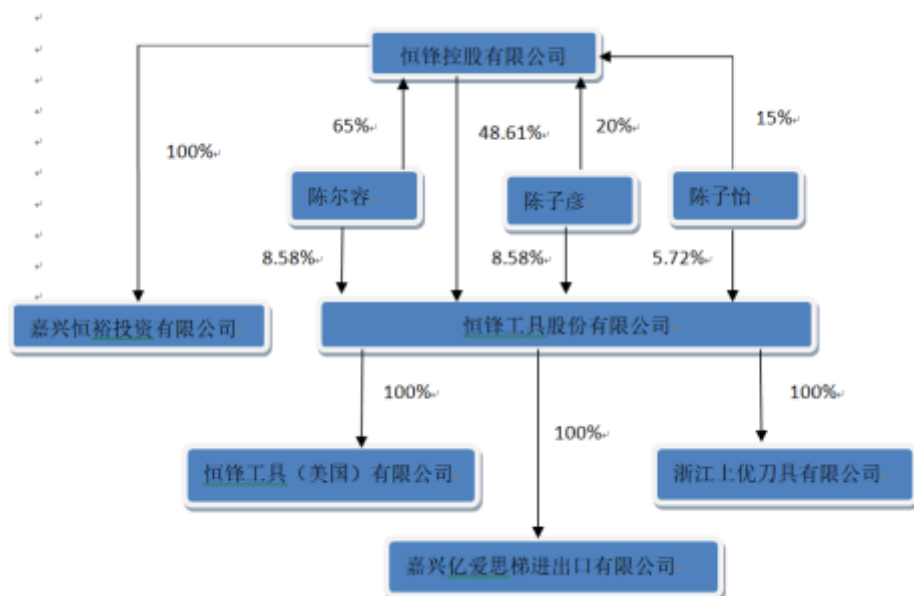 恒锋控股有限公司
65%
48.61%
20%
15%
100%
陈尔容
陈子彦
陈子怡
8.58%
8.58%
5.72%
嘉兴恒裕投资有限公司
恒锋工具股份有限公司
100%
100%
100%
恒锋工具（美国）有限公司
浙江上优刀具有限公司
嘉兴亿爱思梯进出口有限公司